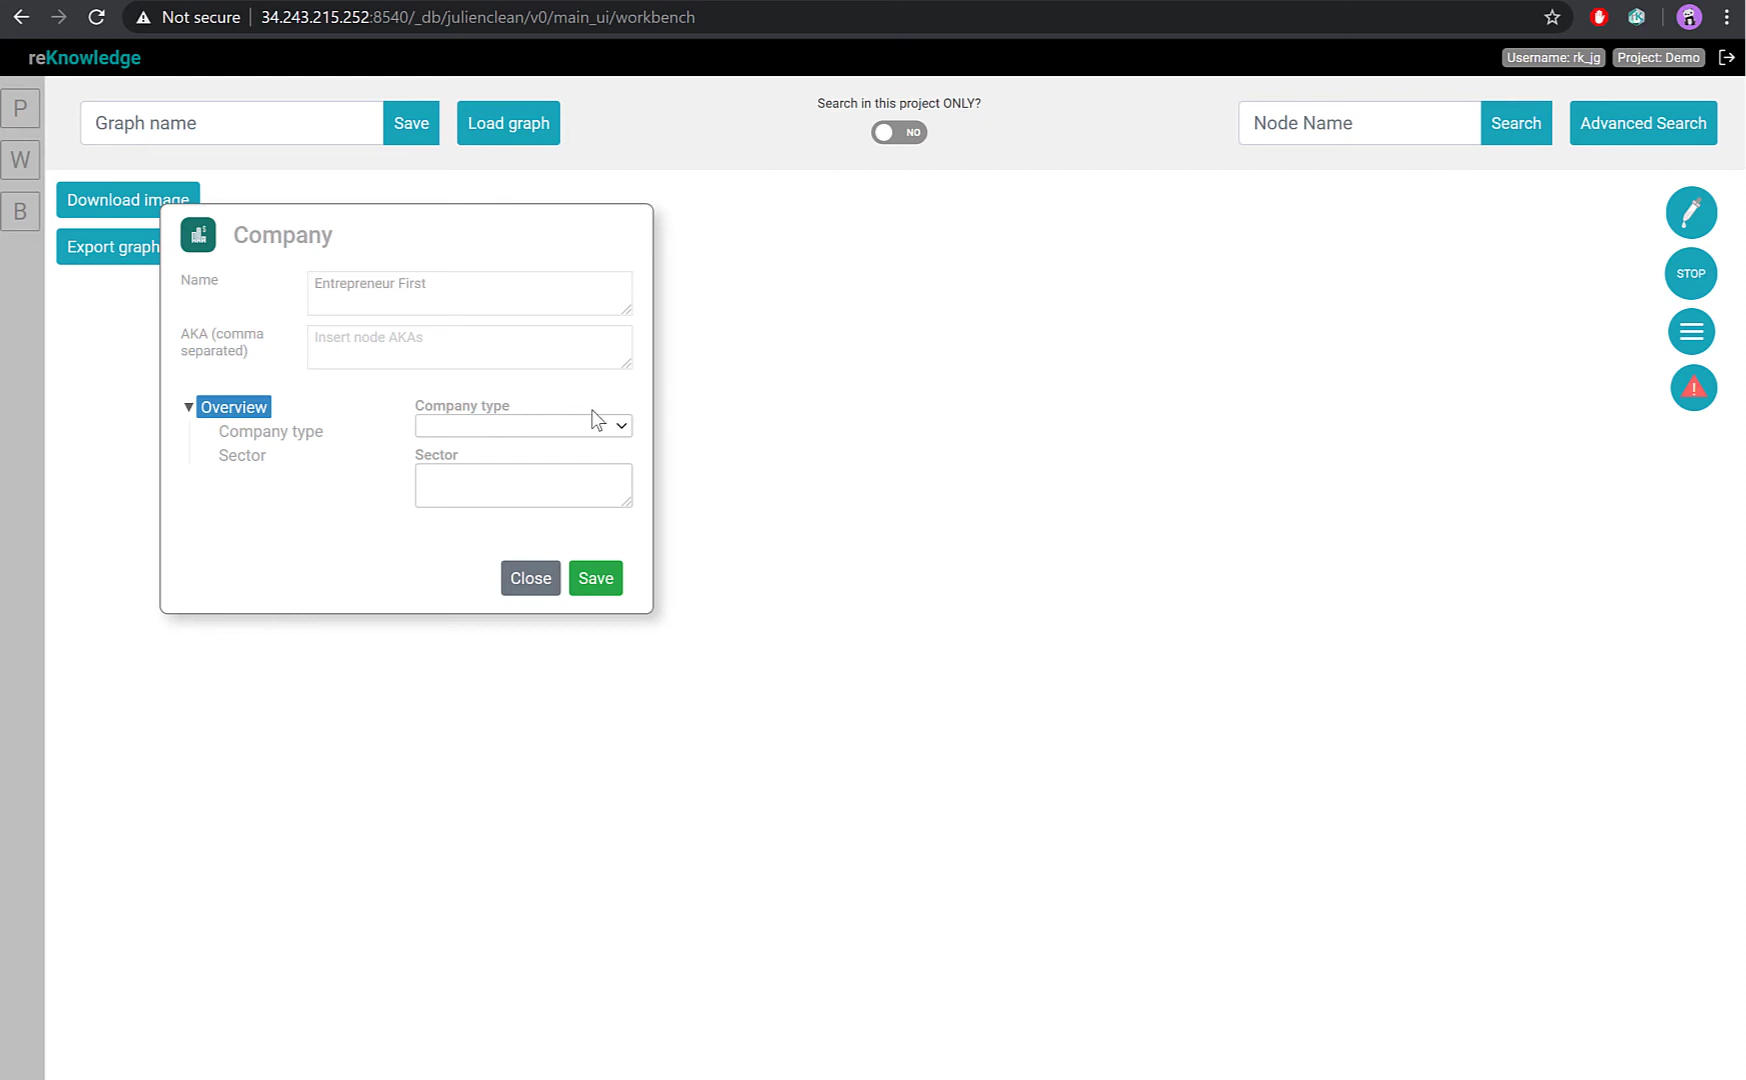 Not secure 34.243.215.252:8540/_db/julienclean/v0/main_ui/workbench
reKnowledge
Username: rk_jg Project: Demo
P
W
B
Graph name Save Load graph
Search in this project ONLY?
NO
Node Name Search Advanced Search
Download image
Export graph
STOP
Company
Name Entrepreneur First
AKA (comma
separated)
Insert node AKAs
Overview
Company type
Sector
Company type
Sector
Close Save